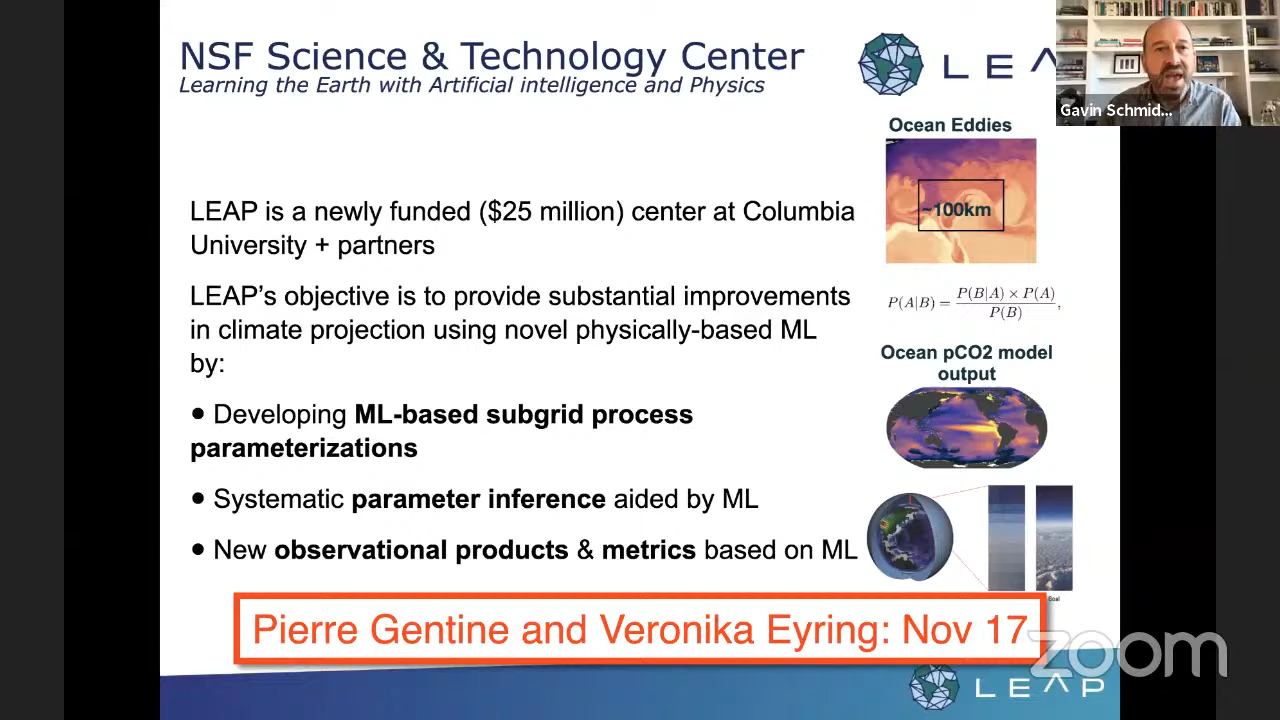 NSF Science & Technology Center
Learning the Earth with Artificial intelligence and Physics
LEAP
Gavin Schmid...
Ocean Eddies
~100km
LEAP is a newly funded ($25 million) center at Columbia
University + partners
P(A|B) = P(B|A) × P(A) / P(B),
LEAP's objective is to provide substantial improvements
in climate projection using novel physically-based ML
by:
Ocean pCO2 model
output
● Developing ML-based subgrid process
parameterizations
● Systematic parameter inference aided by ML
● New observational products & metrics based on ML
Pierre Gentine and Veronika Eyring: Nov 17
zoom
LEAP